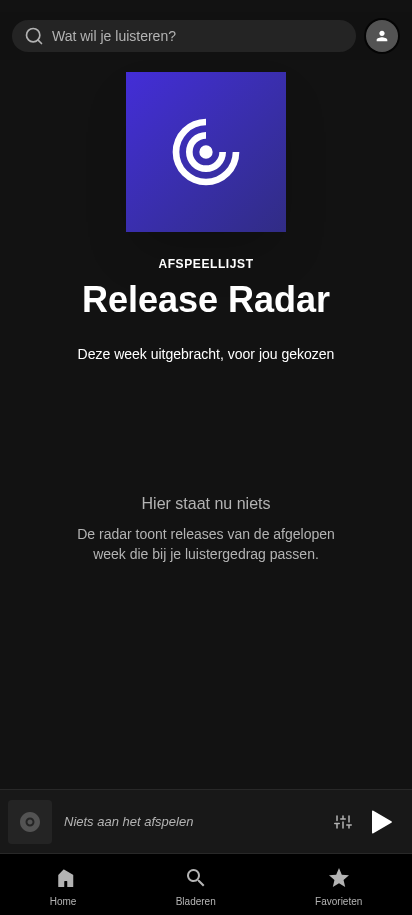 Wat wil je luisteren?
AFSPEELLIJST
Release Radar
Deze week uitgebracht, voor jou gekozen
Hier staat nu niets
De radar toont releases van de afgelopen
week die bij je luistergedrag passen.
Niets aan het afspelen
Home
Bladeren
Favorieten